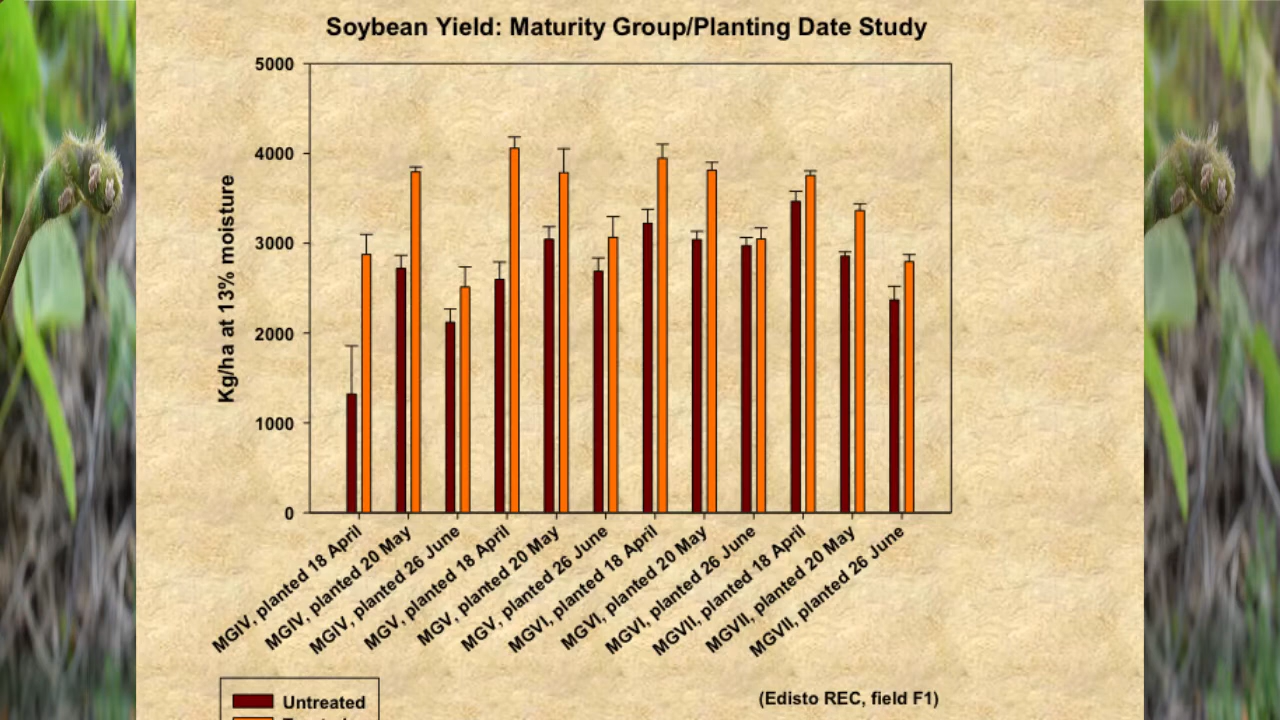 Soybean Yield: Maturity Group/Planting Date Study
Kg/ha at 13% moisture
5000
4000
3000
2000
1000
0
MGIV, planted 18 April
MGIV, planted 20 May
MGIV, planted 26 June
MGV, planted 18 April
MGV, planted 20 May
MGV, planted 26 June
MGVI, planted 18 April
MGVI, planted 20 May
MGVI, planted 26 June
MGVII, planted 18 April
MGVII, planted 20 May
MGVII, planted 26 June
Untreated
(Edisto REC, field F1)